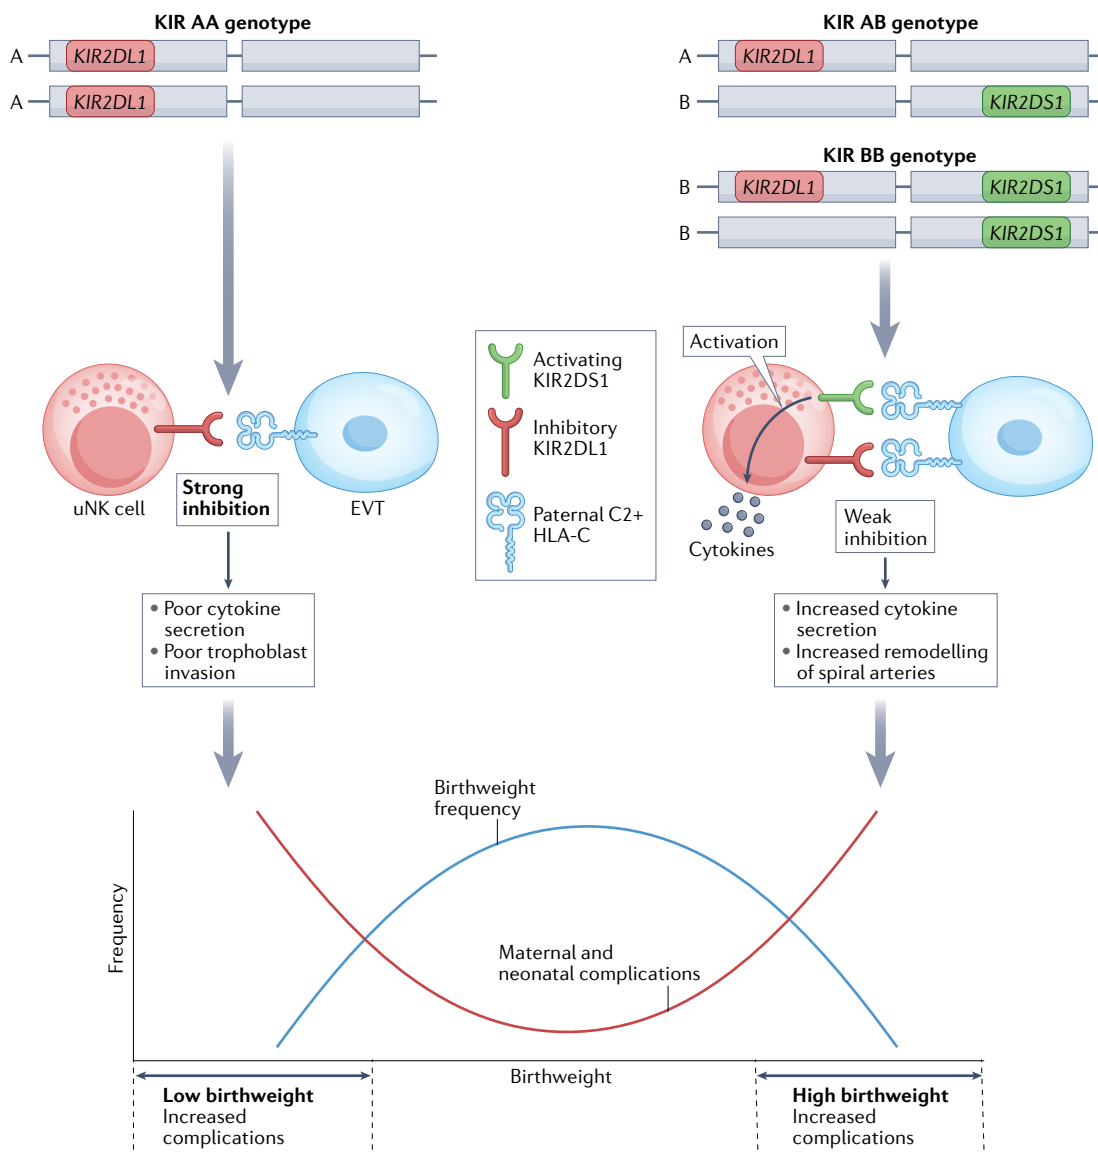 KIR AA genotype
A KIR2DL1
A KIR2DL1
KIR AB genotype
A KIR2DL1
B KIR2DS1
KIR BB genotype
B KIR2DL1 KIR2DS1
B KIR2DS1
uNK cell
Strong
inhibition
EVT
Activating
KIR2DS1
Inhibitory
KIR2DL1
Paternal C2+
HLA-C
Activation
Cytokines
Weak
inhibition
• Poor cytokine
secretion
• Poor trophoblast
invasion
• Increased cytokine
secretion
• Increased remodelling
of spiral arteries
Birthweight
frequency
Maternal and
neonatal complications
Frequency
Birthweight
Low birthweight
Increased
complications
High birthweight
Increased
complications